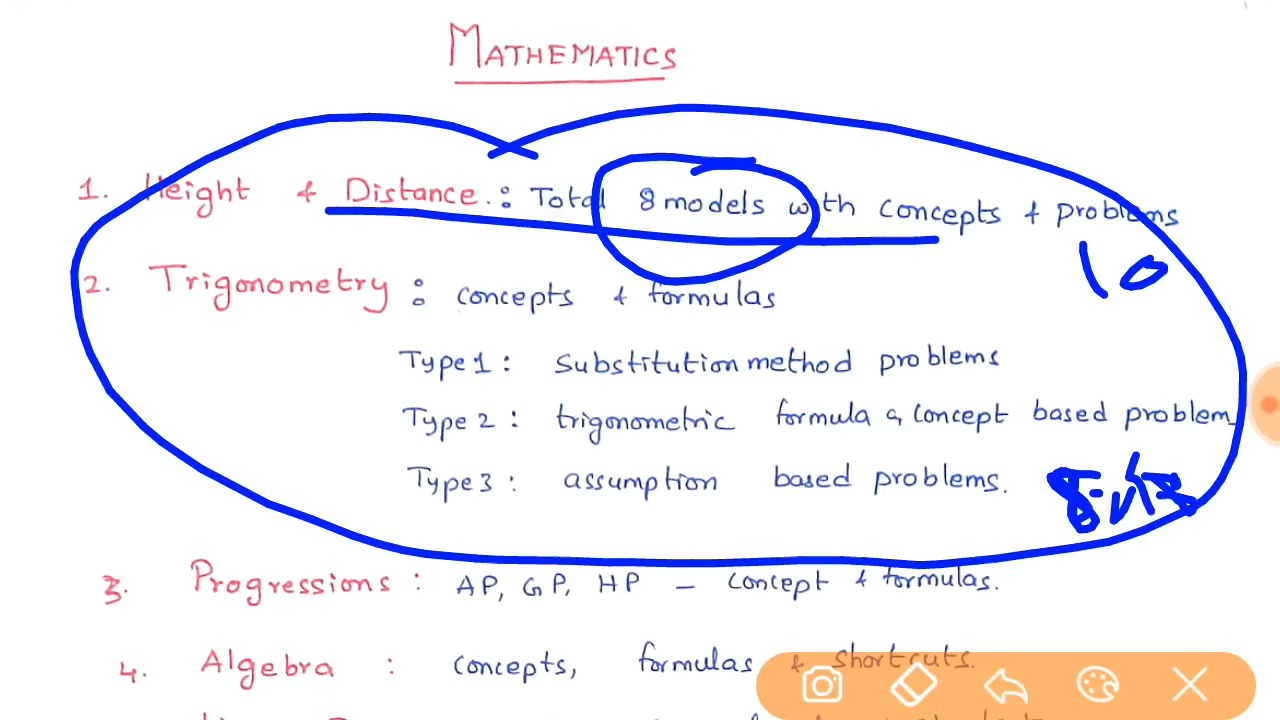 MATHEMATICS
1. Height & Distance : Total 8 models with concepts & problems
10
2. Trigonometry : concepts & formulas
Type 1 : Substitution method problems
Type 2 : trigonometric formula & concept based problem
Type 3 : assumption based problems.
3. Progressions : AP, GP, HP – concept & formulas.
4. Algebra : concepts, formulas & shortcuts.